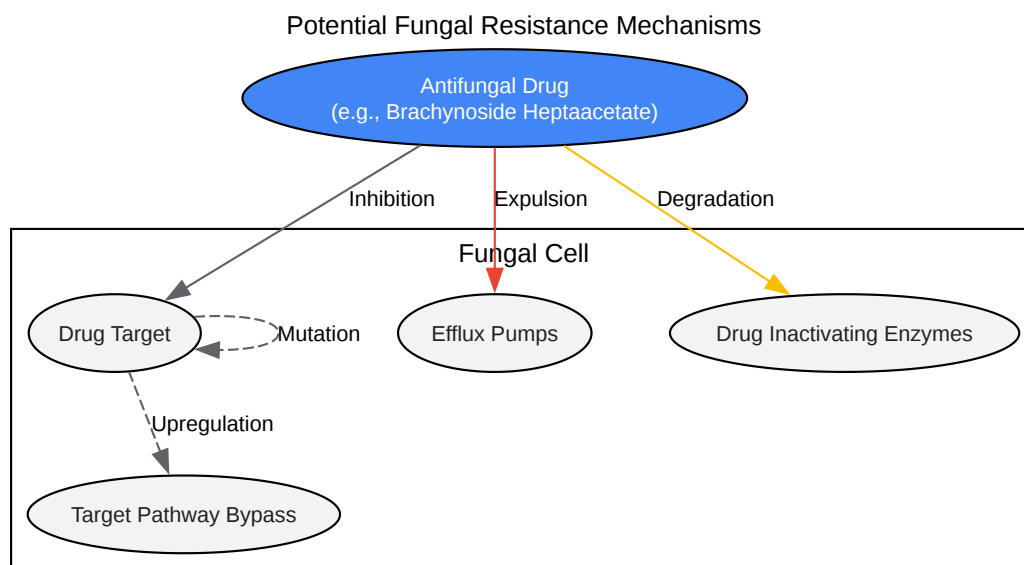 Potential Fungal Resistance Mechanisms
Antifungal Drug
(e.g., Brachynoside Heptaacetate)
Inhibition
Expulsion
Degradation
Fungal Cell
Drug Target
Mutation
Efflux Pumps
Drug Inactivating Enzymes
Upregulation
Target Pathway Bypass